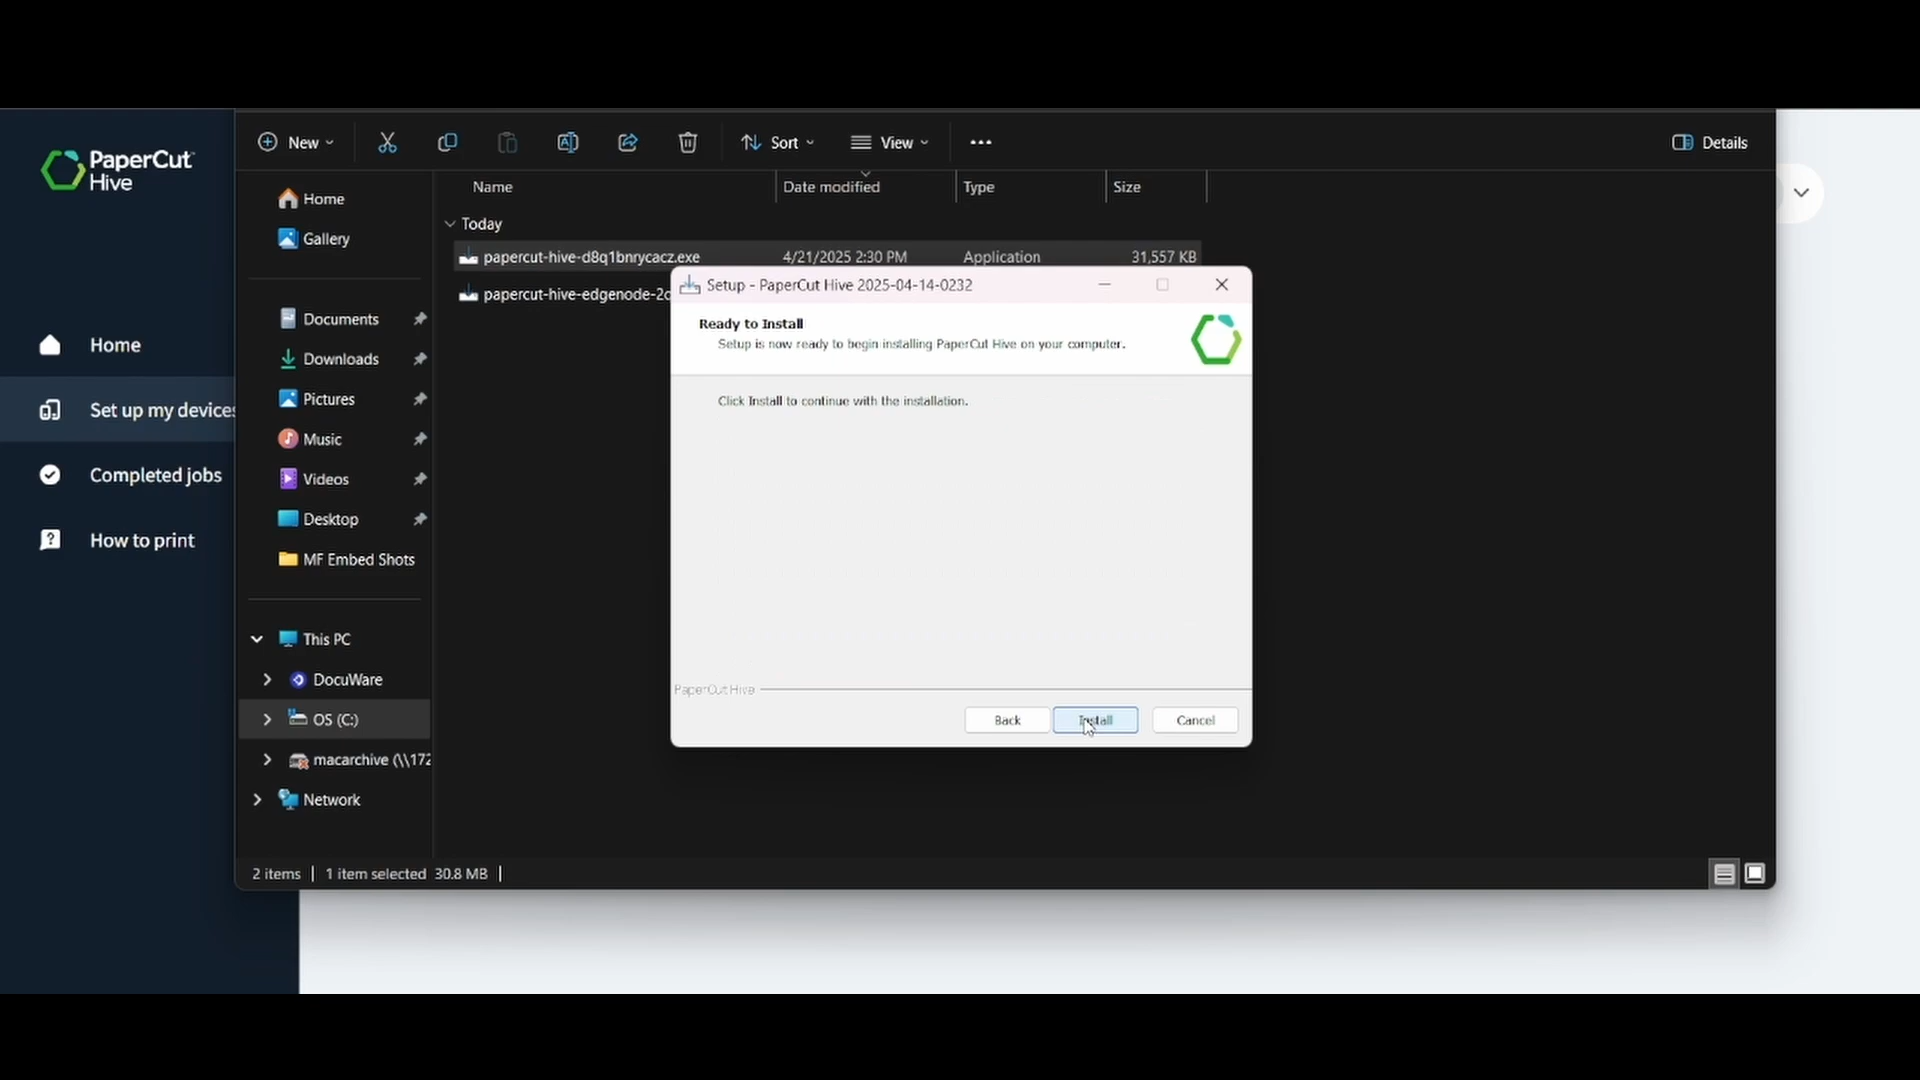 PaperCut
Hive
Home
Set up my devices
Completed jobs
How to print
New
Sort
View
Details
Home
Gallery
Documents
Downloads
Pictures
Music
Videos
Desktop
MF Embed Shots
This PC
DocuWare
OS (C:)
macarchive (\\172
Network
Name Date modified Type Size
Today
papercut-hive-d8q1bnrycacz.exe 4/21/2025 2:30 PM Application 31,557 KB
papercut-hive-edgenode-2c
Setup - PaperCut Hive 2025-04-14-0232
Ready to Install
Setup is now ready to begin installing PaperCut Hive on your computer.
Click Install to continue with the installation.
PaperCut Hive
Back Install Cancel
2 items 1 item selected 30.8 MB